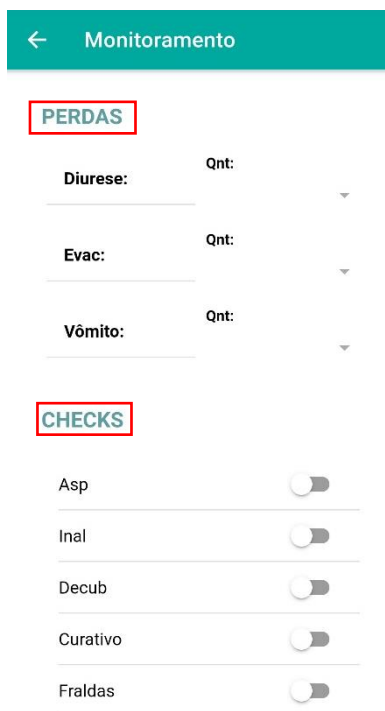 Monitoramento
PERDAS
Qnt:
Diurese:
Qnt:
Evac:
Qnt:
Vômito:
CHECKS
Asp
Inal
Decub
Curativo
Fraldas